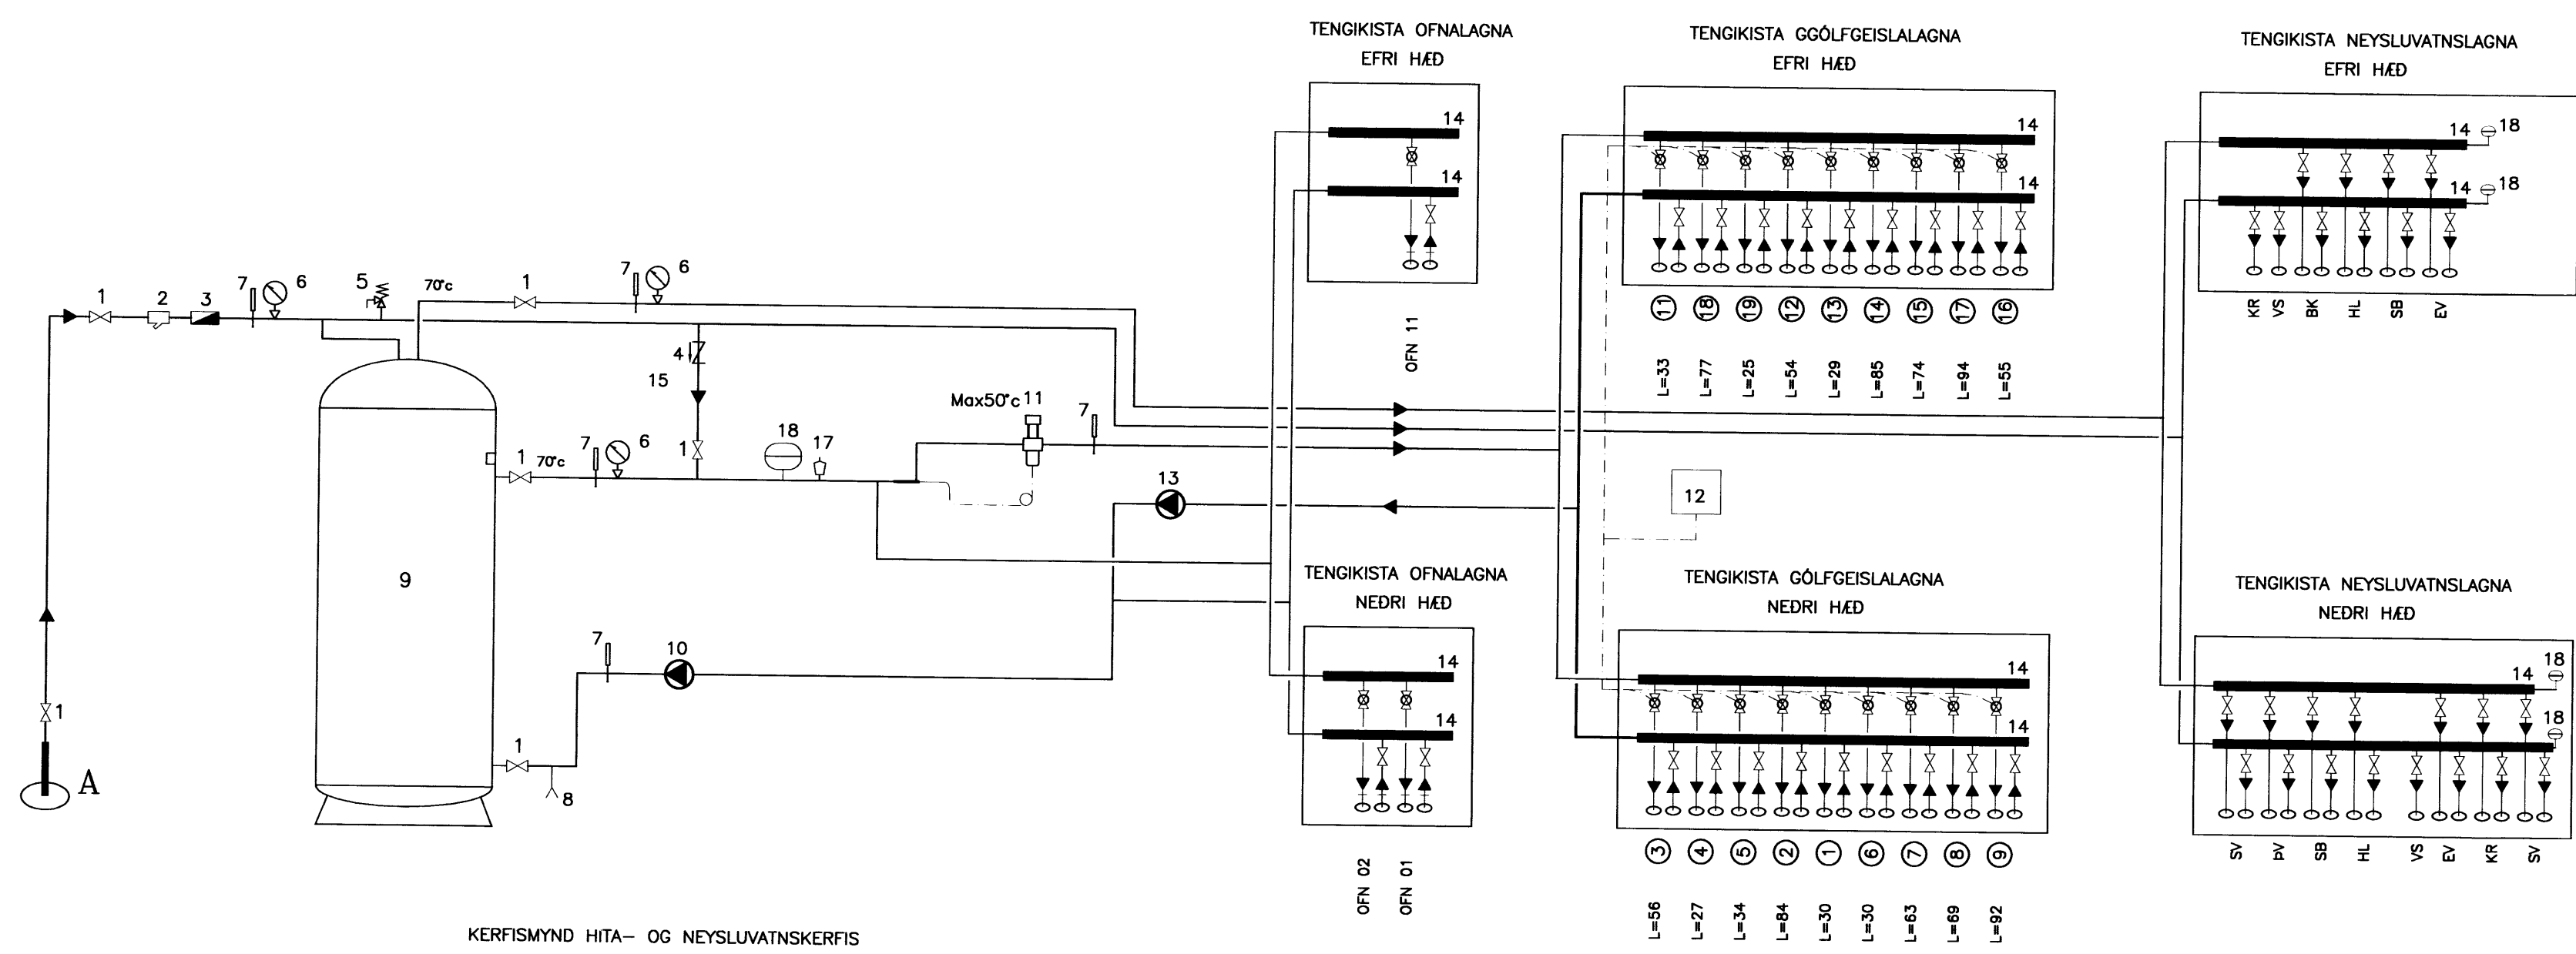 TENGIKISTA OFNALAGNA
EFRI HÆÐ
14
14
OFN 11
TENGIKISTA GGÓLFGEISLALAGNA
EFRI HÆÐ
14
14
11 18 19 12 13 14 15 17 16
L=33 L=77 L=25 L=54 L=29 L=85 L=74 L=94 L=55
TENGIKISTA NEYSLUVATNSLAGNA
EFRI HÆÐ
14 18
14 18
KR VS BK HL SB EV
1 2 3 7 6 5 70°c 1 7 6
4
15
1
Max50°c 11 7
1 70°c 7 6 18 17
13
12
9
7 10
1
8
1
A
TENGIKISTA OFNALAGNA
NEÐRI HÆÐ
14
14
OFN 02 OFN 01
TENGIKISTA GÓLFGEISLALAGNA
NEÐRI HÆÐ
14
14
3 4 5 2 1 6 7 8 9
L=56 L=27 L=34 L=84 L=30 L=30 L=63 L=69 L=92
TENGIKISTA NEYSLUVATNSLAGNA
NEÐRI HÆÐ
14 18
18
SV ÞV SB HL VS EV KR SV
KERFISMYND HITA- OG NEYSLUVATNSKERFIS